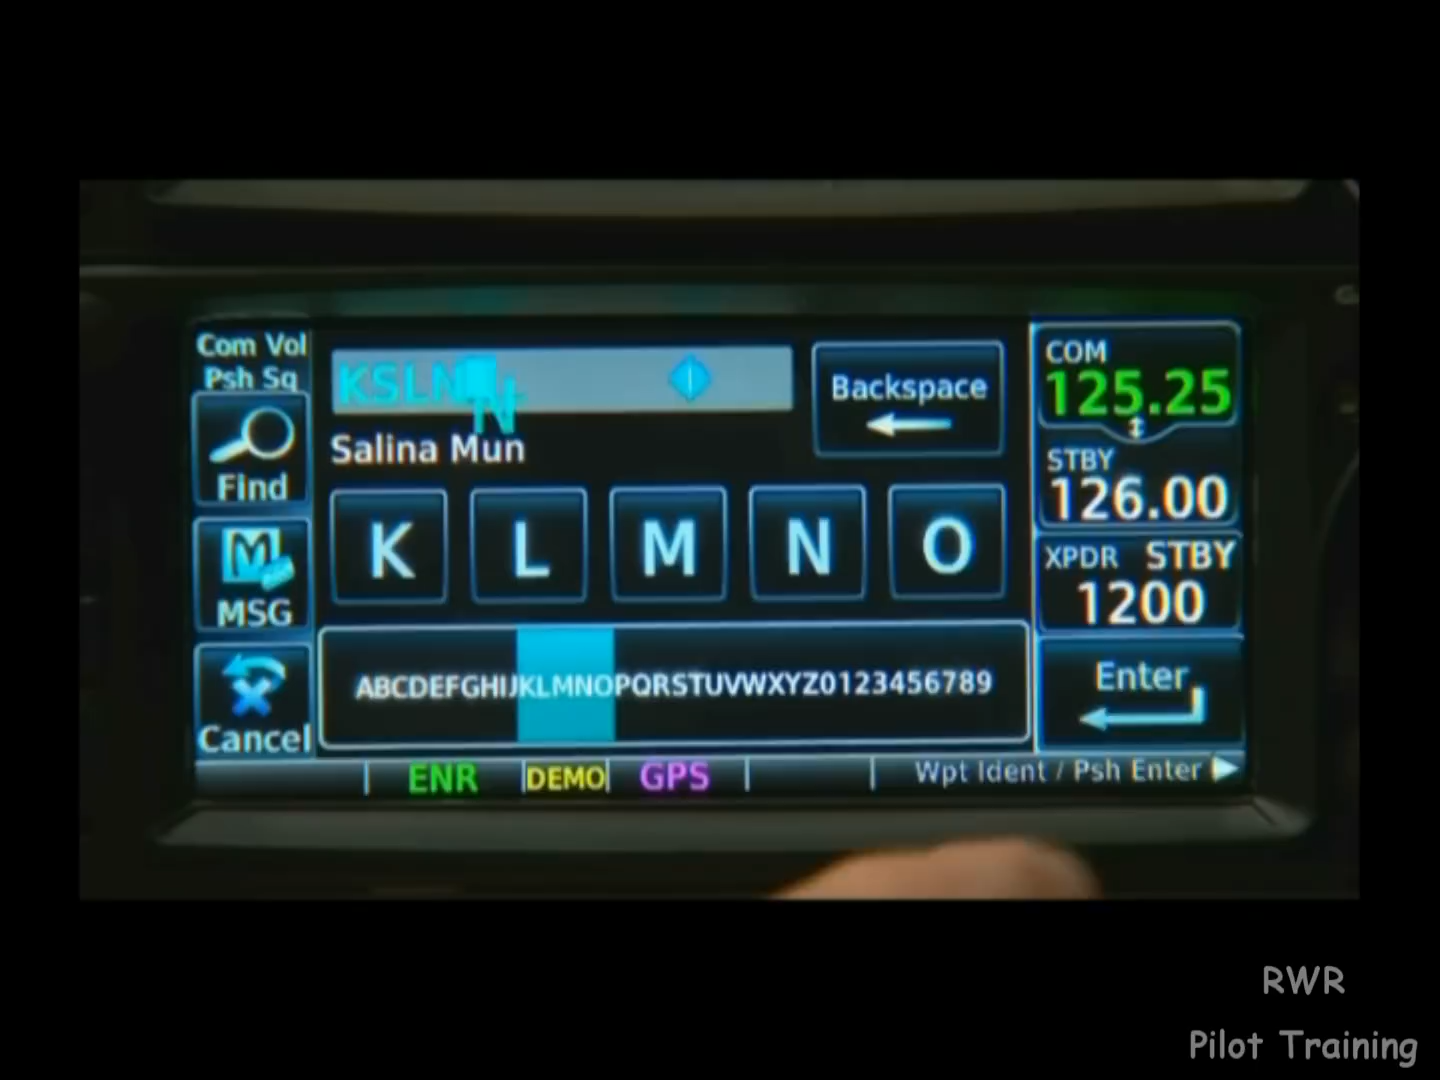 Com Vol
Psh Sq
Find
MSG
Cancel
KSLN
Salina Mun
Backspace
K L M N O
ABCDEFGHIJKLMNOPQRSTUVWXYZ0123456789
COM
125.25
STBY
126.00
XPDR STBY
1200
Enter
ENR DEMO GPS Wpt Ident / Psh Enter
RWR
Pilot Training